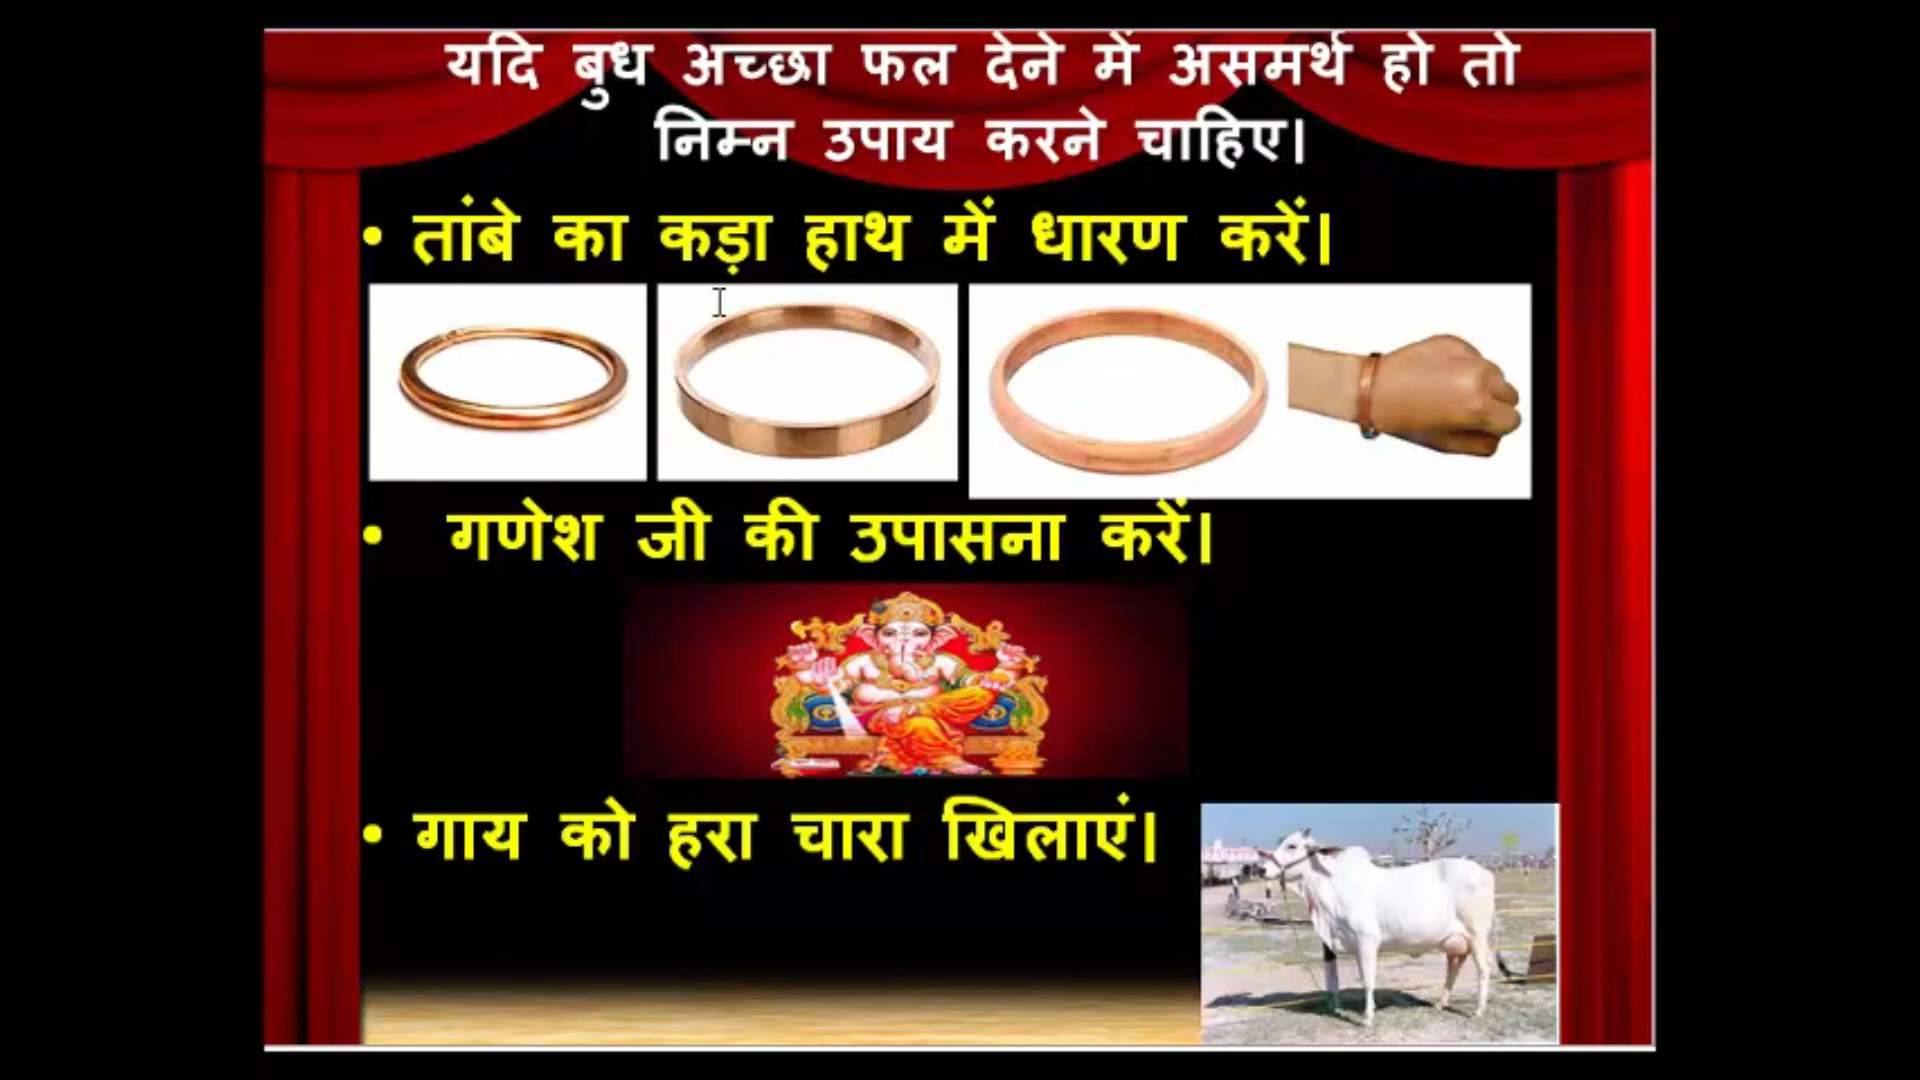 यदि बुध अच्छा फल देने में असमर्थ हो तो
निम्न उपाय करने चाहिए।
• तांबे का कड़ा हाथ में धारण करें।
• गणेश जी की उपासना करें।
• गाय को हरा चारा खिलाएं।